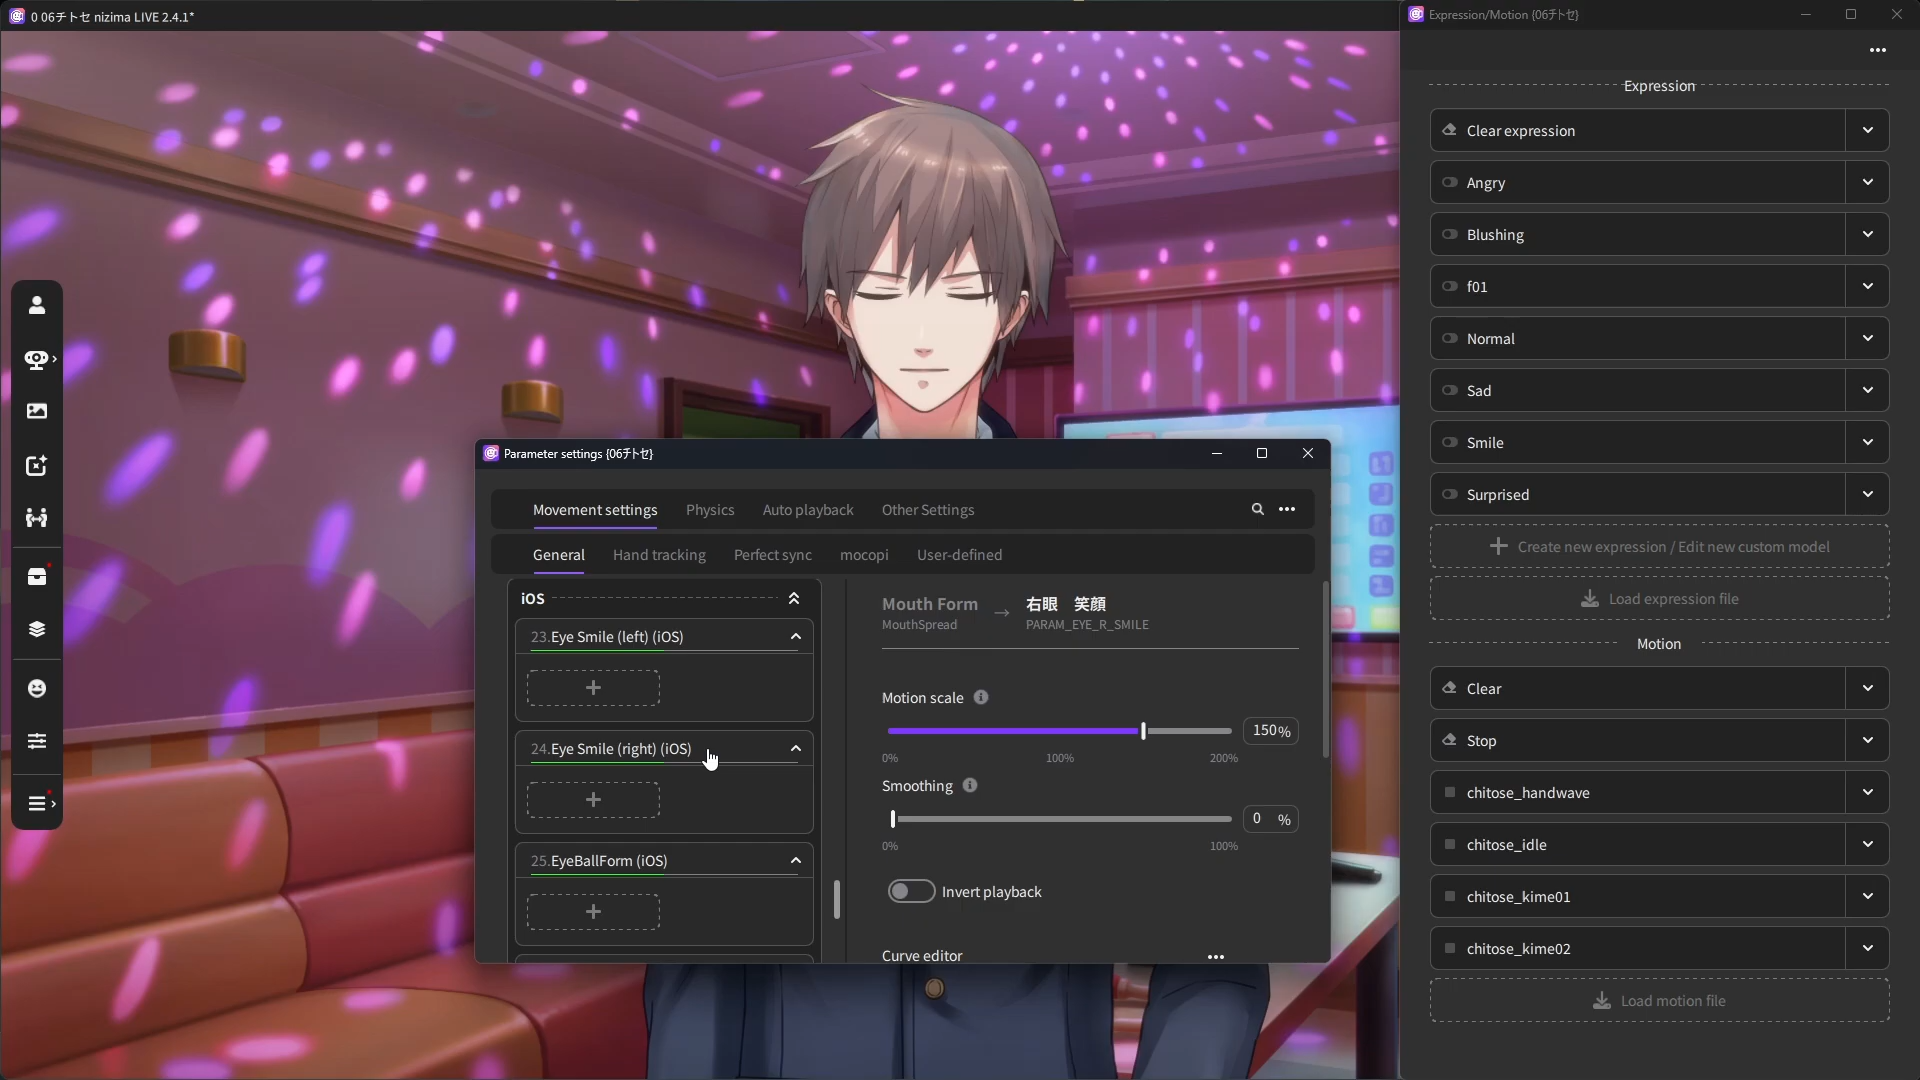 0 06チトセ nizima LIVE 2.4.1*
Expression/Motion {06チトセ}
Expression
Clear expression
Angry
Blushing
f01
Normal
Sad
Smile
Surprised
Create new expression / Edit new custom model
Load expression file
Motion
Clear
Stop
chitose_handwave
chitose_idle
chitose_kime01
chitose_kime02
Load motion file
Parameter settings {06チトセ}
Movement settings
Physics
Auto playback
Other Settings
General
Hand tracking
Perfect sync
mocopi
User-defined
iOS
23.Eye Smile (left) (iOS)
24.Eye Smile (right) (iOS)
25.EyeBallForm (iOS)
Mouth Form → 右眼 笑顔
MouthSpread PARAM_EYE_R_SMILE
Motion scale
150%
0% 100% 200%
Smoothing
0 %
0% 100%
Invert playback
Curve editor